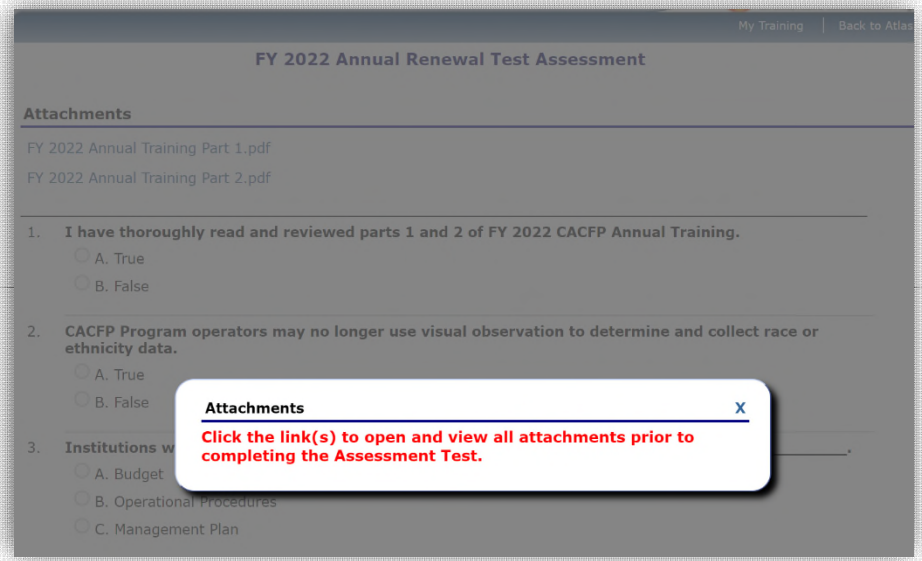 My Training | Back to Atlas
FY 2022 Annual Renewal Test Assessment
Attachments
FY 2022 Annual Training Part 1.pdf
FY 2022 Annual Training Part 2.pdf
1. I have thoroughly read and reviewed parts 1 and 2 of FY 2022 CACFP Annual Training.
A. True
B. False
2. CACFP Program operators may no longer use visual observation to determine and collect race or
ethnicity data.
A. True
B. False
Attachments X
Click the link(s) to open and view all attachments prior to
completing the Assessment Test.
3. Institutions
A. Budget
B. Operational Procedures
C. Management Plan